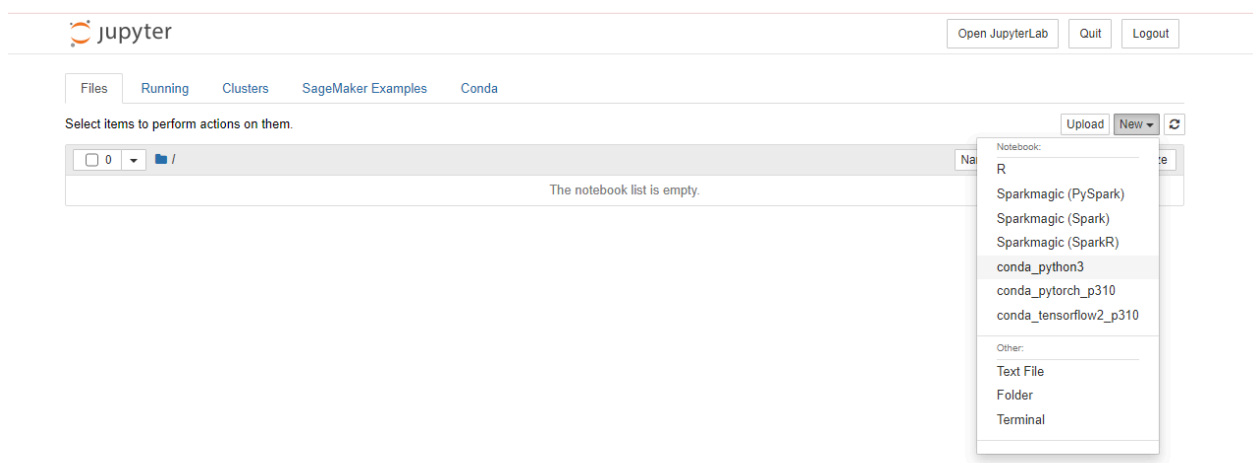 jupyter
Open JupyterLab Quit Logout
Files Running Clusters SageMaker Examples Conda
Select items to perform actions on them.
Upload New
0 /
The notebook list is empty.
Notebook:
R
Sparkmagic (PySpark)
Sparkmagic (Spark)
Sparkmagic (SparkR)
conda_python3
conda_pytorch_p310
conda_tensorflow2_p310
Other:
Text File
Folder
Terminal